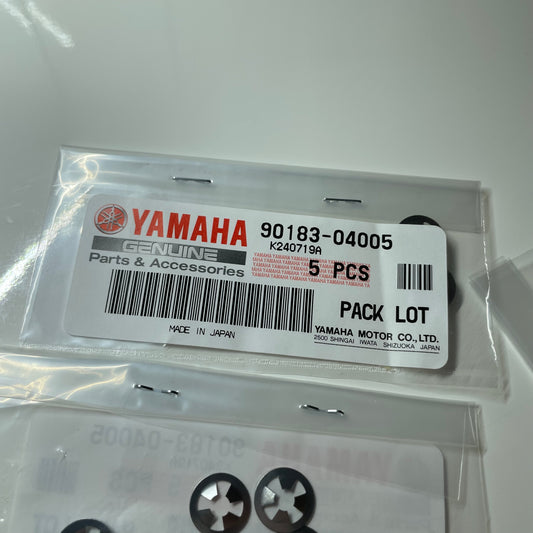 YAMAHA 90183-04005
GENUINE K240719A
Parts & Accessories 5 PCS
PACK LOT
MADE IN JAPAN
YAMAHA MOTOR CO., LTD.
2500 SHINGAI IWATA SHIZUOKA JAPAN
90183-04005